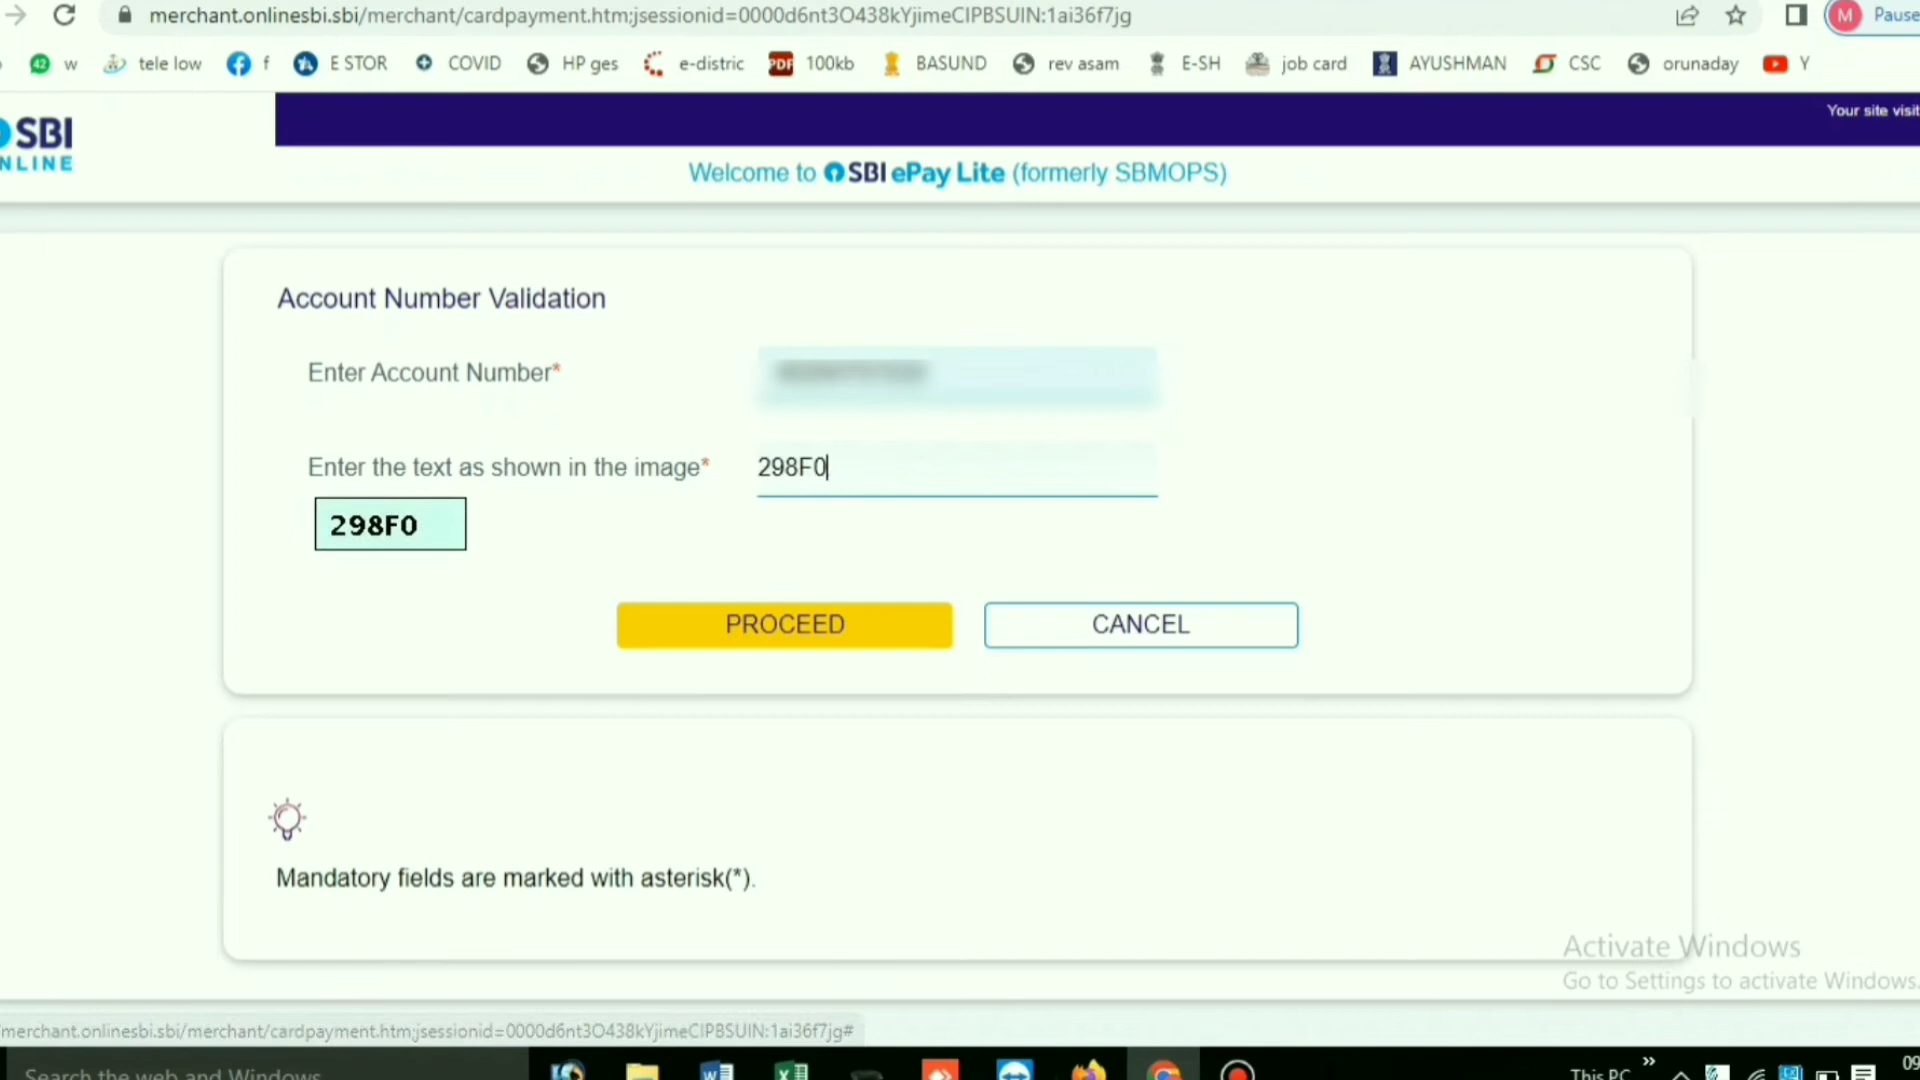 merchant.onlinesbi.sbi/merchant/cardpayment.htm;jsessionid=0000d6nt3O438kYjimeCIPBSUIN:1ai36f7jg
M Pause
42 w tele low f E STOR COVID HP ges e-distric PDF 100kb BASUND rev asam E-SH job card AYUSHMAN CSC orunaday Y
SBI
NLINE
Your site visit
Welcome to SBI ePay Lite (formerly SBMOPS)
Account Number Validation
Enter Account Number*
Enter the text as shown in the image* 298F0
298F0
PROCEED CANCEL
Mandatory fields are marked with asterisk(*).
Activate Windows
Go to Settings to activate Windows.
merchant.onlinesbi.sbi/merchant/cardpayment.htm;jsessionid=0000d6nt3O438kYjimeCIPBSUIN:1ai36f7jg#
Search the web and Windows This PC » 09